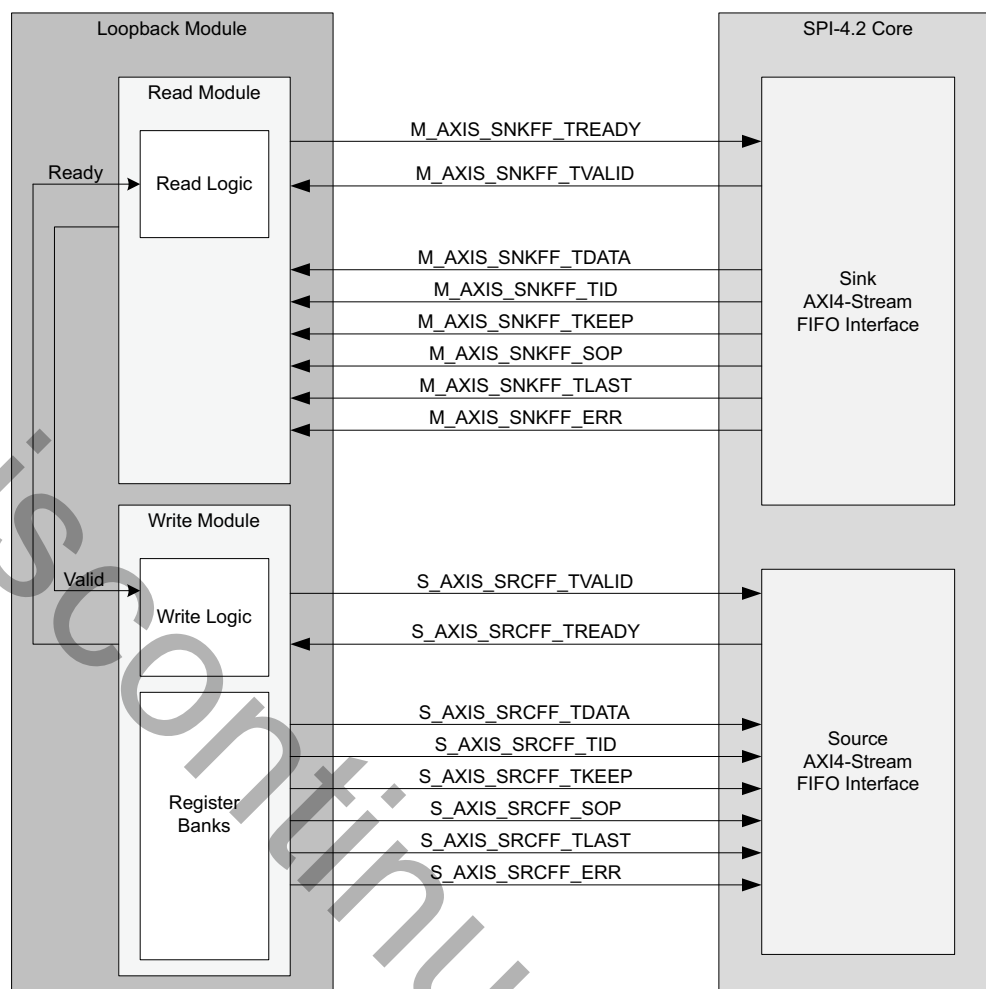 Loopback Module
SPI-4.2 Core
Read Module
Read Logic
Ready
M_AXIS_SNKFF_TREADY
M_AXIS_SNKFF_TVALID
M_AXIS_SNKFF_TDATA
M_AXIS_SNKFF_TID
M_AXIS_SNKFF_TKEEP
M_AXIS_SNKFF_SOP
M_AXIS_SNKFF_TLAST
M_AXIS_SNKFF_ERR
Sink
AXI4-Stream
FIFO Interface
Write Module
Valid
Write Logic
S_AXIS_SRCFF_TVALID
S_AXIS_SRCFF_TREADY
Register
Banks
S_AXIS_SRCFF_TDATA
S_AXIS_SRCFF_TID
S_AXIS_SRCFF_TKEEP
S_AXIS_SRCFF_SOP
S_AXIS_SRCFF_TLAST
S_AXIS_SRCFF_ERR
Source
AXI4-Stream
FIFO Interface
iscontinu